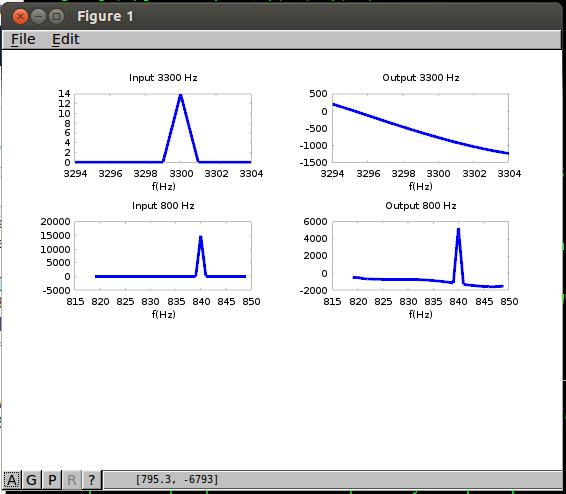 Figure 1
File Edit
Input 3300 Hz
14
12
10
8
6
4
2
0
3294 3296 3298 3300 3302 3304
f(Hz)
Output 3300 Hz
500
0
-500
-1000
-1500
3294 3296 3298 3300 3302 3304
f(Hz)
Input 800 Hz
20000
15000
10000
5000
0
-5000
815 820 825 830 835 840 845 850
f(Hz)
Output 800 Hz
6000
4000
2000
0
-2000
815 820 825 830 835 840 845 850
f(Hz)
A G P R ? [795.3, -6793]